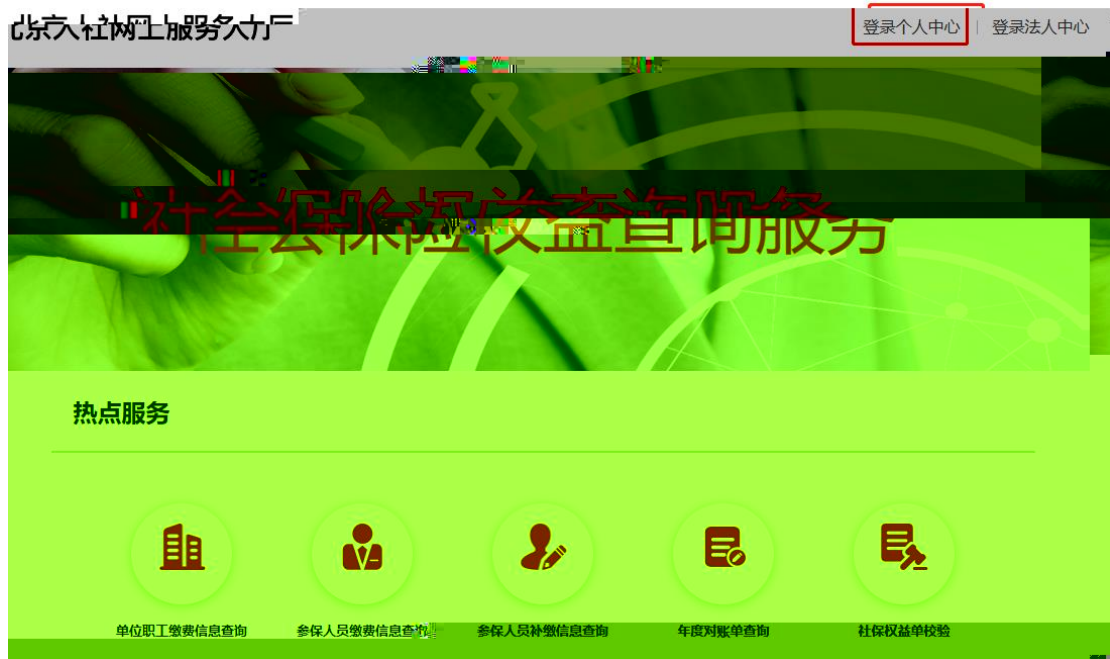 北京人社网上服务大厅
登录个人中心 | 登录法人中心
社会保险权益查询服务
热点服务
单位职工缴费信息查询
参保人员缴费信息查询
参保人员补缴信息查询
年度对账单查询
社保权益单校验